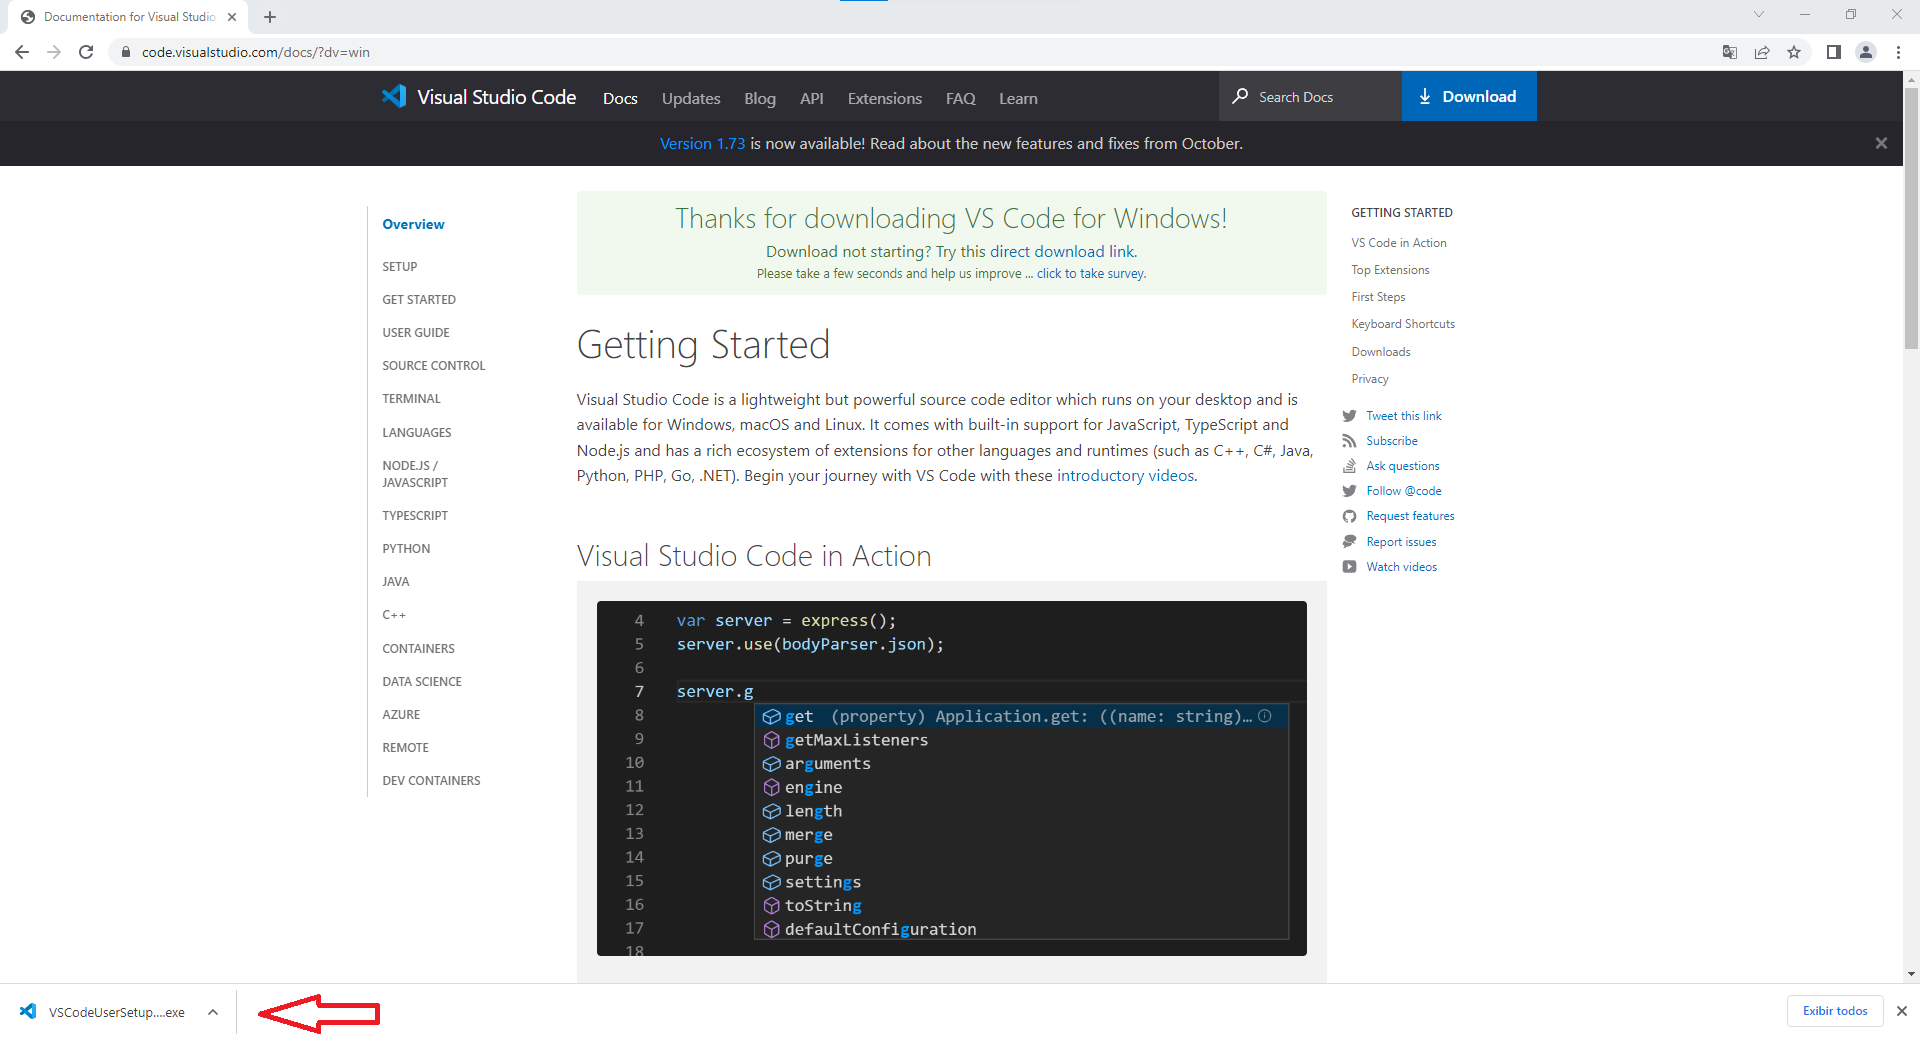 Documentation for Visual Studio
code.visualstudio.com/docs/?dv=win
Visual Studio Code
Docs
Updates
Blog
API
Extensions
FAQ
Learn
Search Docs
Download
Version 1.73 is now available! Read about the new features and fixes from October.
Overview
SETUP
GET STARTED
USER GUIDE
SOURCE CONTROL
TERMINAL
LANGUAGES
NODE.JS /
JAVASCRIPT
TYPESCRIPT
PYTHON
JAVA
C++
CONTAINERS
DATA SCIENCE
AZURE
REMOTE
DEV CONTAINERS
Thanks for downloading VS Code for Windows!
Download not starting? Try this direct download link.
Please take a few seconds and help us improve ... click to take survey.
Getting Started
Visual Studio Code is a lightweight but powerful source code editor which runs on your desktop and is
available for Windows, macOS and Linux. It comes with built-in support for JavaScript, TypeScript and
Node.js and has a rich ecosystem of extensions for other languages and runtimes (such as C++, C#, Java,
Python, PHP, Go, .NET). Begin your journey with VS Code with these introductory videos.
Visual Studio Code in Action
4 var server = express();
5 server.use(bodyParser.json);
6
7 server.g
8 get (property) Application.get: ((name: string)…
9 getMaxListeners
10 arguments
11 engine
12 length
13 merge
14 purge
15 settings
16 toString
17 defaultConfiguration
18
GETTING STARTED
VS Code in Action
Top Extensions
First Steps
Keyboard Shortcuts
Downloads
Privacy
Tweet this link
Subscribe
Ask questions
Follow @code
Request features
Report issues
Watch videos
VSCodeUserSetup....exe
Exibir todos